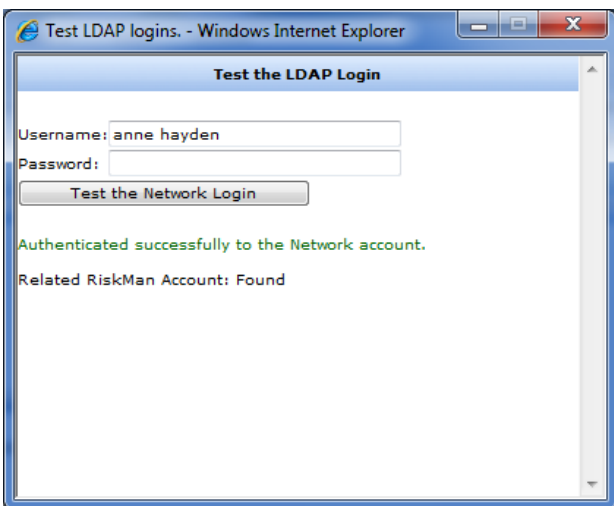 Test LDAP logins. - Windows Internet Explorer
Test the LDAP Login
Username: anne hayden
Password:
Test the Network Login
Authenticated successfully to the Network account.
Related RiskMan Account: Found